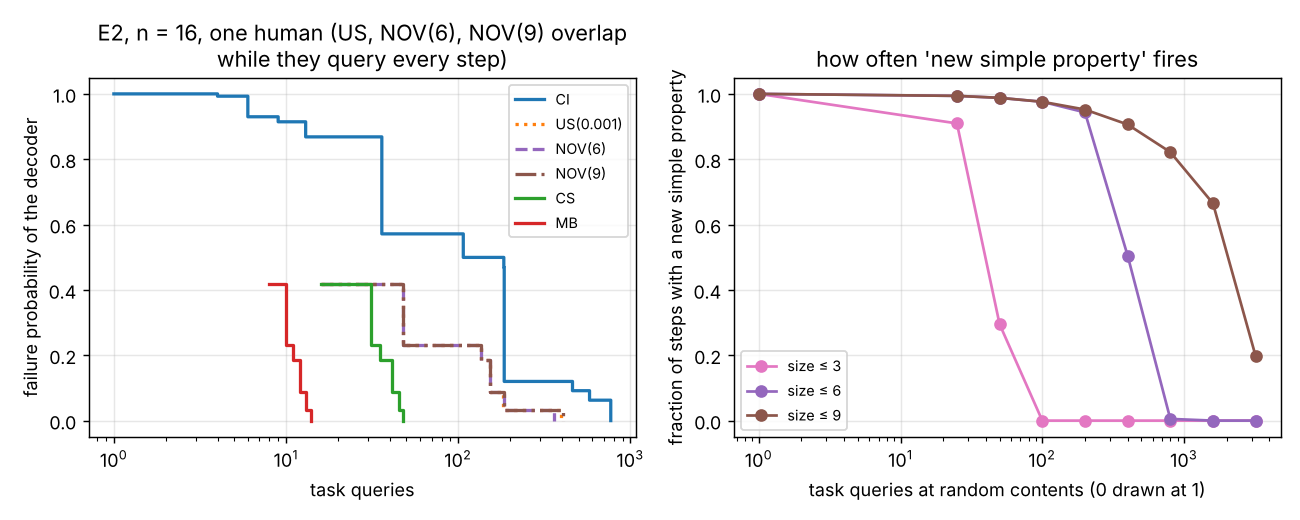 E2, n = 16, one human (US, NOV(6), NOV(9) overlap
while they query every step)
failure probability of the decoder
1.0
0.8
0.6
0.4
0.2
0.0
CI
US(0.001)
NOV(6)
NOV(9)
CS
MB
10⁰
10¹
10²
10³
task queries
how often 'new simple property' fires
fraction of steps with a new simple property
1.0
0.8
0.6
0.4
0.2
0.0
size ≤ 3
size ≤ 6
size ≤ 9
10⁰
10¹
10²
10³
task queries at random contents (0 drawn at 1)